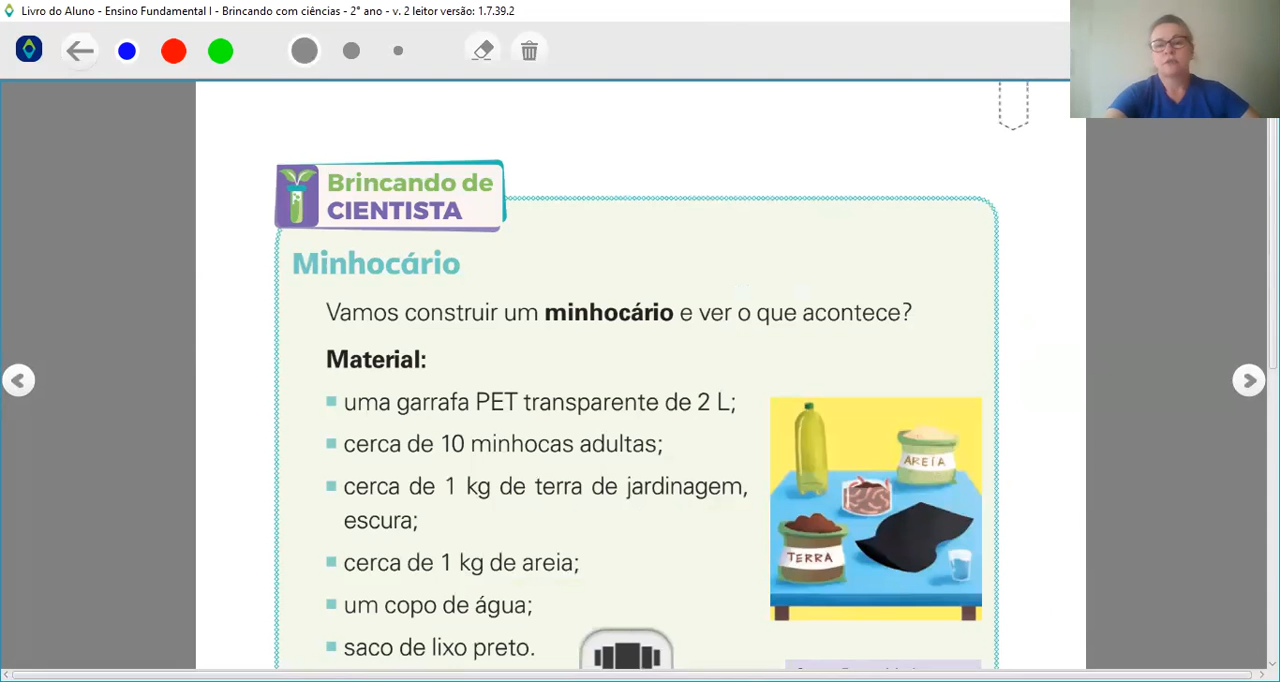 Livro do Aluno - Ensino Fundamental I - Brincando com ciências - 2° ano - v. 2 leitor versão: 1.7.39.2
Brincando de
CIENTISTA
Minhocário
Vamos construir um minhocário e ver o que acontece?
Material:
uma garrafa PET transparente de 2 L;
cerca de 10 minhocas adultas;
cerca de 1 kg de terra de jardinagem,
escura;
cerca de 1 kg de areia;
um copo de água;
saco de lixo preto.
AREIA
TERRA